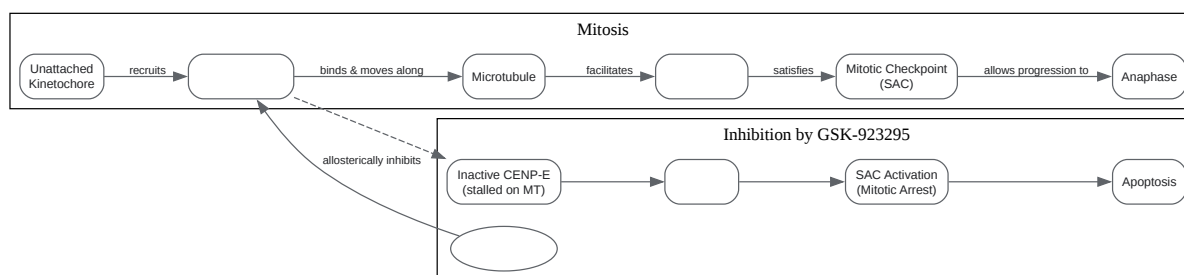 Mitosis
Unattached
Kinetochore
recruits
binds & moves along
Microtubule
facilitates
satisfies
Mitotic Checkpoint
(SAC)
allows progression to
Anaphase
Inhibition by GSK-923295
allosterically inhibits
Inactive CENP-E
(stalled on MT)
SAC Activation
(Mitotic Arrest)
Apoptosis